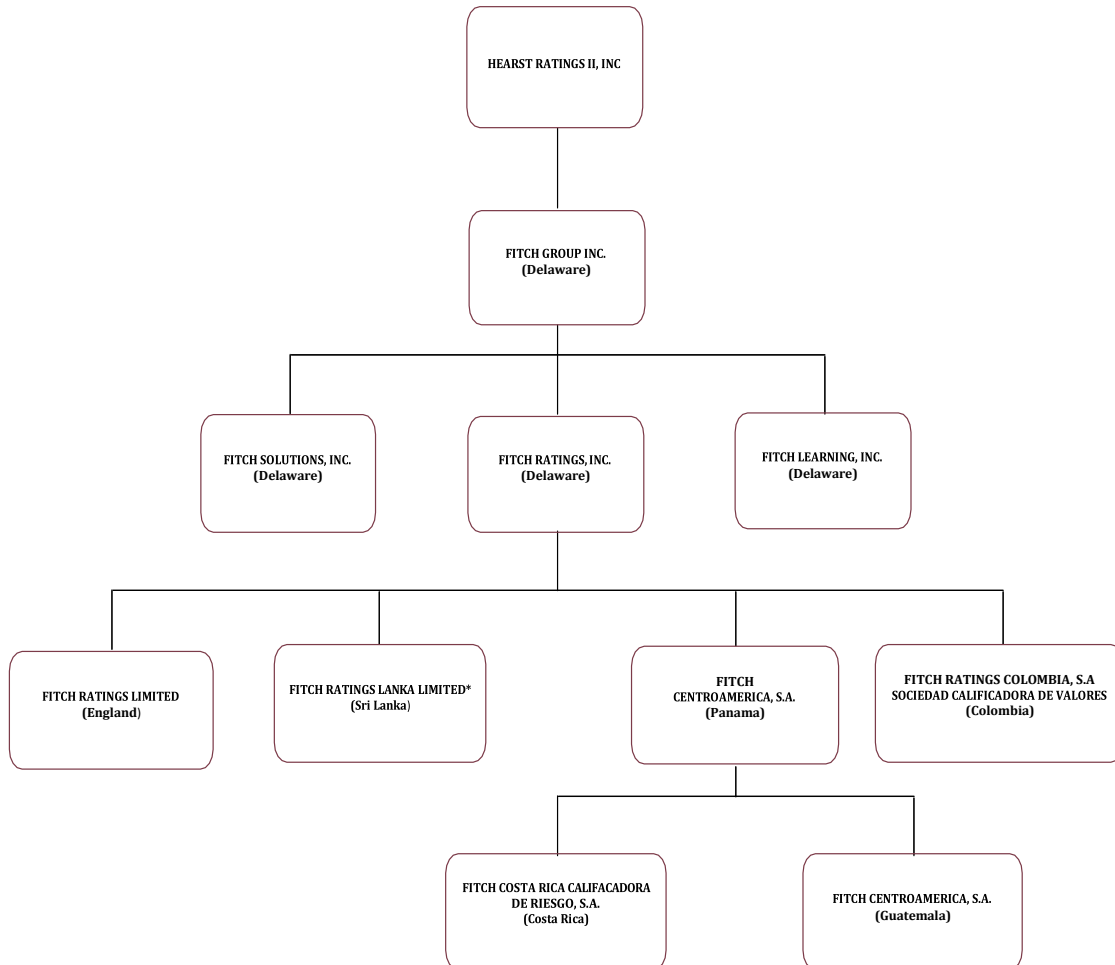 HEARST RATINGS II, INC
FITCH GROUP INC.
(Delaware)
FITCH SOLUTIONS, INC.
(Delaware)
FITCH RATINGS, INC.
(Delaware)
FITCH LEARNING, INC.
(Delaware)
FITCH RATINGS LIMITED
(England)
FITCH RATINGS LANKA LIMITED*
(Sri Lanka)
FITCH
CENTROAMERICA, S.A.
(Panama)
FITCH RATINGS COLOMBIA, S.A
SOCIEDAD CALIFICADORA DE VALORES
(Colombia)
FITCH COSTA RICA CALIFACADORA
DE RIESGO, S.A.
(Costa Rica)
FITCH CENTROAMERICA, S.A.
(Guatemala)